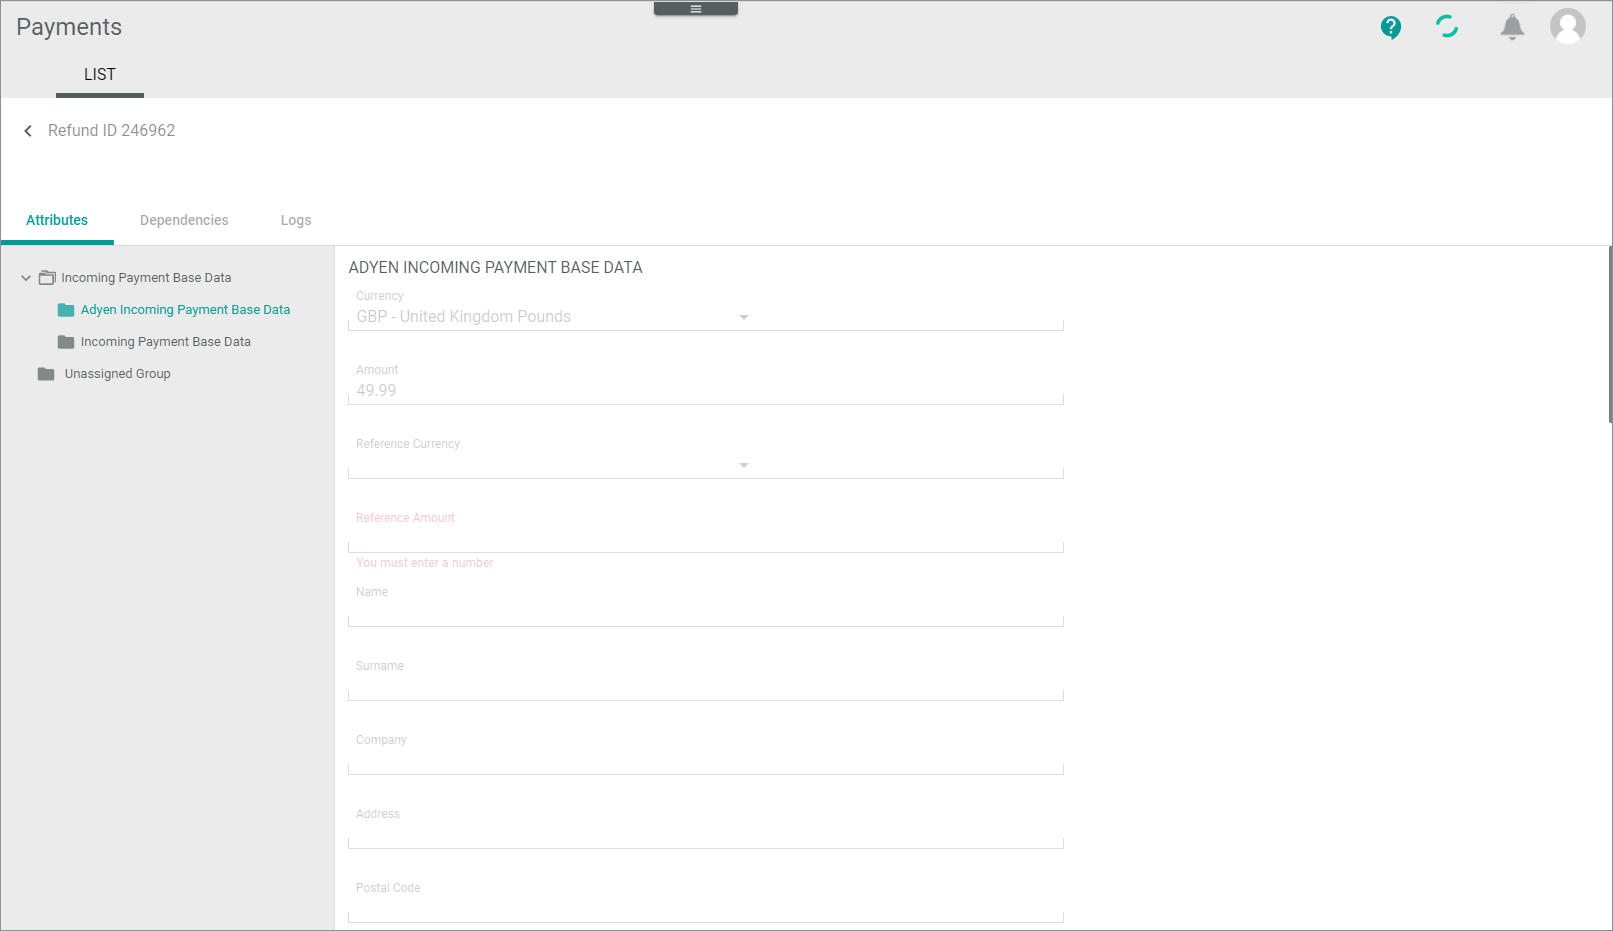 Payments
LIST
Refund ID 246962
Attributes
Dependencies
Logs
Incoming Payment Base Data
Adyen Incoming Payment Base Data
Incoming Payment Base Data
Unassigned Group
ADYEN INCOMING PAYMENT BASE DATA
Currency
GBP - United Kingdom Pounds
Amount
49.99
Reference Currency
Reference Amount
You must enter a number
Name
Surname
Company
Address
Postal Code